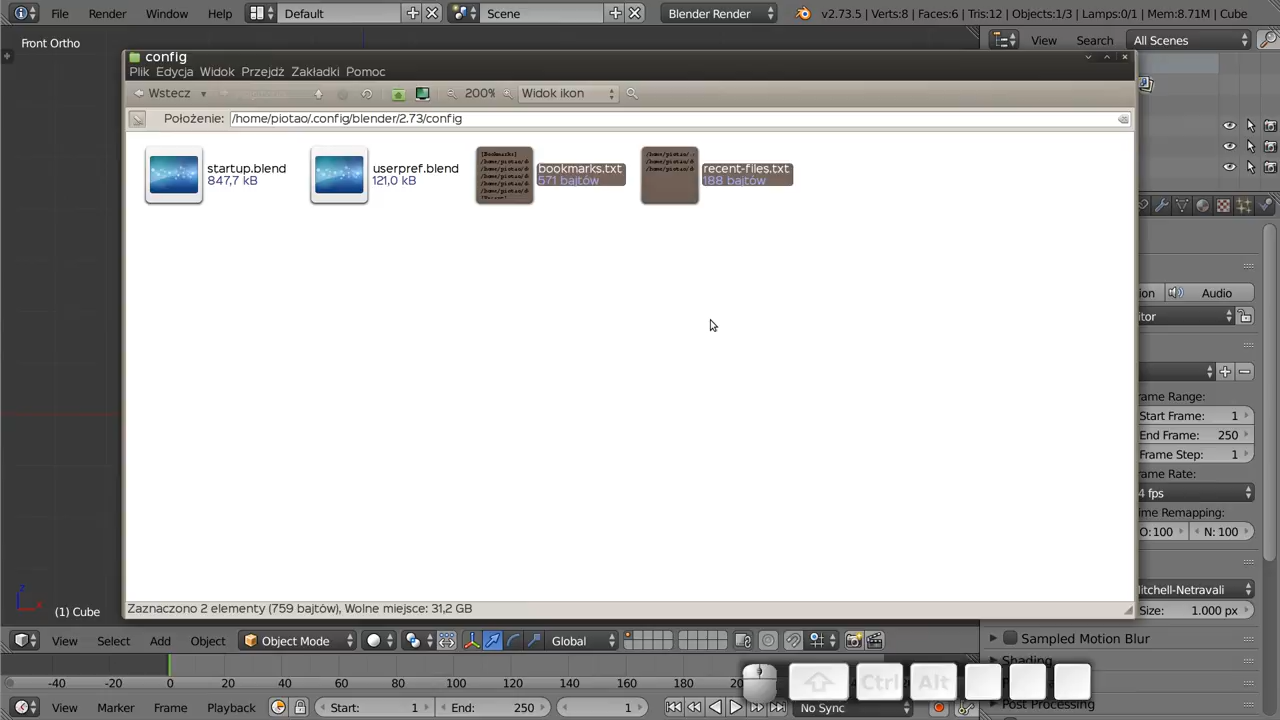 File Render Window Help Default Scene Blender Render v2.73.5 | Verts:8 | Faces:6 | Tris:12 | Objects:1/3 | Lamps:0/1 | Mem:8.71M | Cube
Front Ortho View Search All Scenes
config
Plik Edycja Widok Przejdź Zakładki Pomoc
Wstecz 200% Widok ikon
Położenie: /home/piotao/.config/blender/2.73/config
startup.blend userpref.blend bookmarks.txt recent-files.txt
847,7 kB 121,0 kB 571 bajtów 188 bajtów
ion Audio
itor
rame Range:
Start Frame: 1
End Frame: 250
Frame Step: 1
Frame Rate:
4 fps
ime Remapping:
O:100 N: 100
litchell-Netravali
Size: 1.000 px
Zaznaczono 2 elementy (759 bajtów), Wolne miejsce: 31,2 GB
(1) Cube
View Select Add Object Object Mode Global
Sampled Motion Blur
Shading
-40 -20 0 20 40 60 80 100 120 140 160 180
Ctrl Alt
View Marker Frame Playback Start: 1 End: 250 1 No Sync
Post Processing